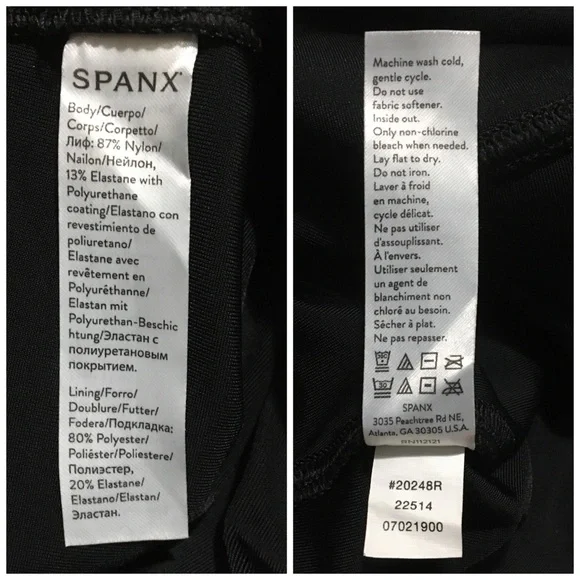 SPANX
Body/Cuerpo/
Corps/Corpetto/
Лиф: 87% Nylon/
Nailon/Нейлон,
13% Elastane with
Polyurethane
coating/Elastano con
revestimiento de
poliuretano/
Elastane avec
revêtement en
Polyuréthanne/
Elastan mit
Polyurethan-Beschic
htung/Эластан с
полиуретановым
покрытием.
Lining/Forro/
Doublure/Futter/
Fodera/Подкладка:
80% Polyester/
Poliéster/Poliestere/
Полиэстер,
20% Elastane/
Elastano/Elastan/
Эластан.
Machine wash cold,
gentle cycle.
Do not use
fabric softener.
Inside out.
Only non-chlorine
bleach when needed.
Lay flat to dry.
Do not iron.
Laver à froid
en machine,
cycle délicat.
Ne pas utiliser
d'assouplissant.
À l'envers.
Utiliser seulement
un agent de
blanchiment non
chloré au besoin.
Sécher à plat.
Ne pas repasser.
30
SPANX
3035 Peachtree Rd NE,
Atlanta, GA 30305 U.S.A.
RN112121
#20248R
22514
07021900